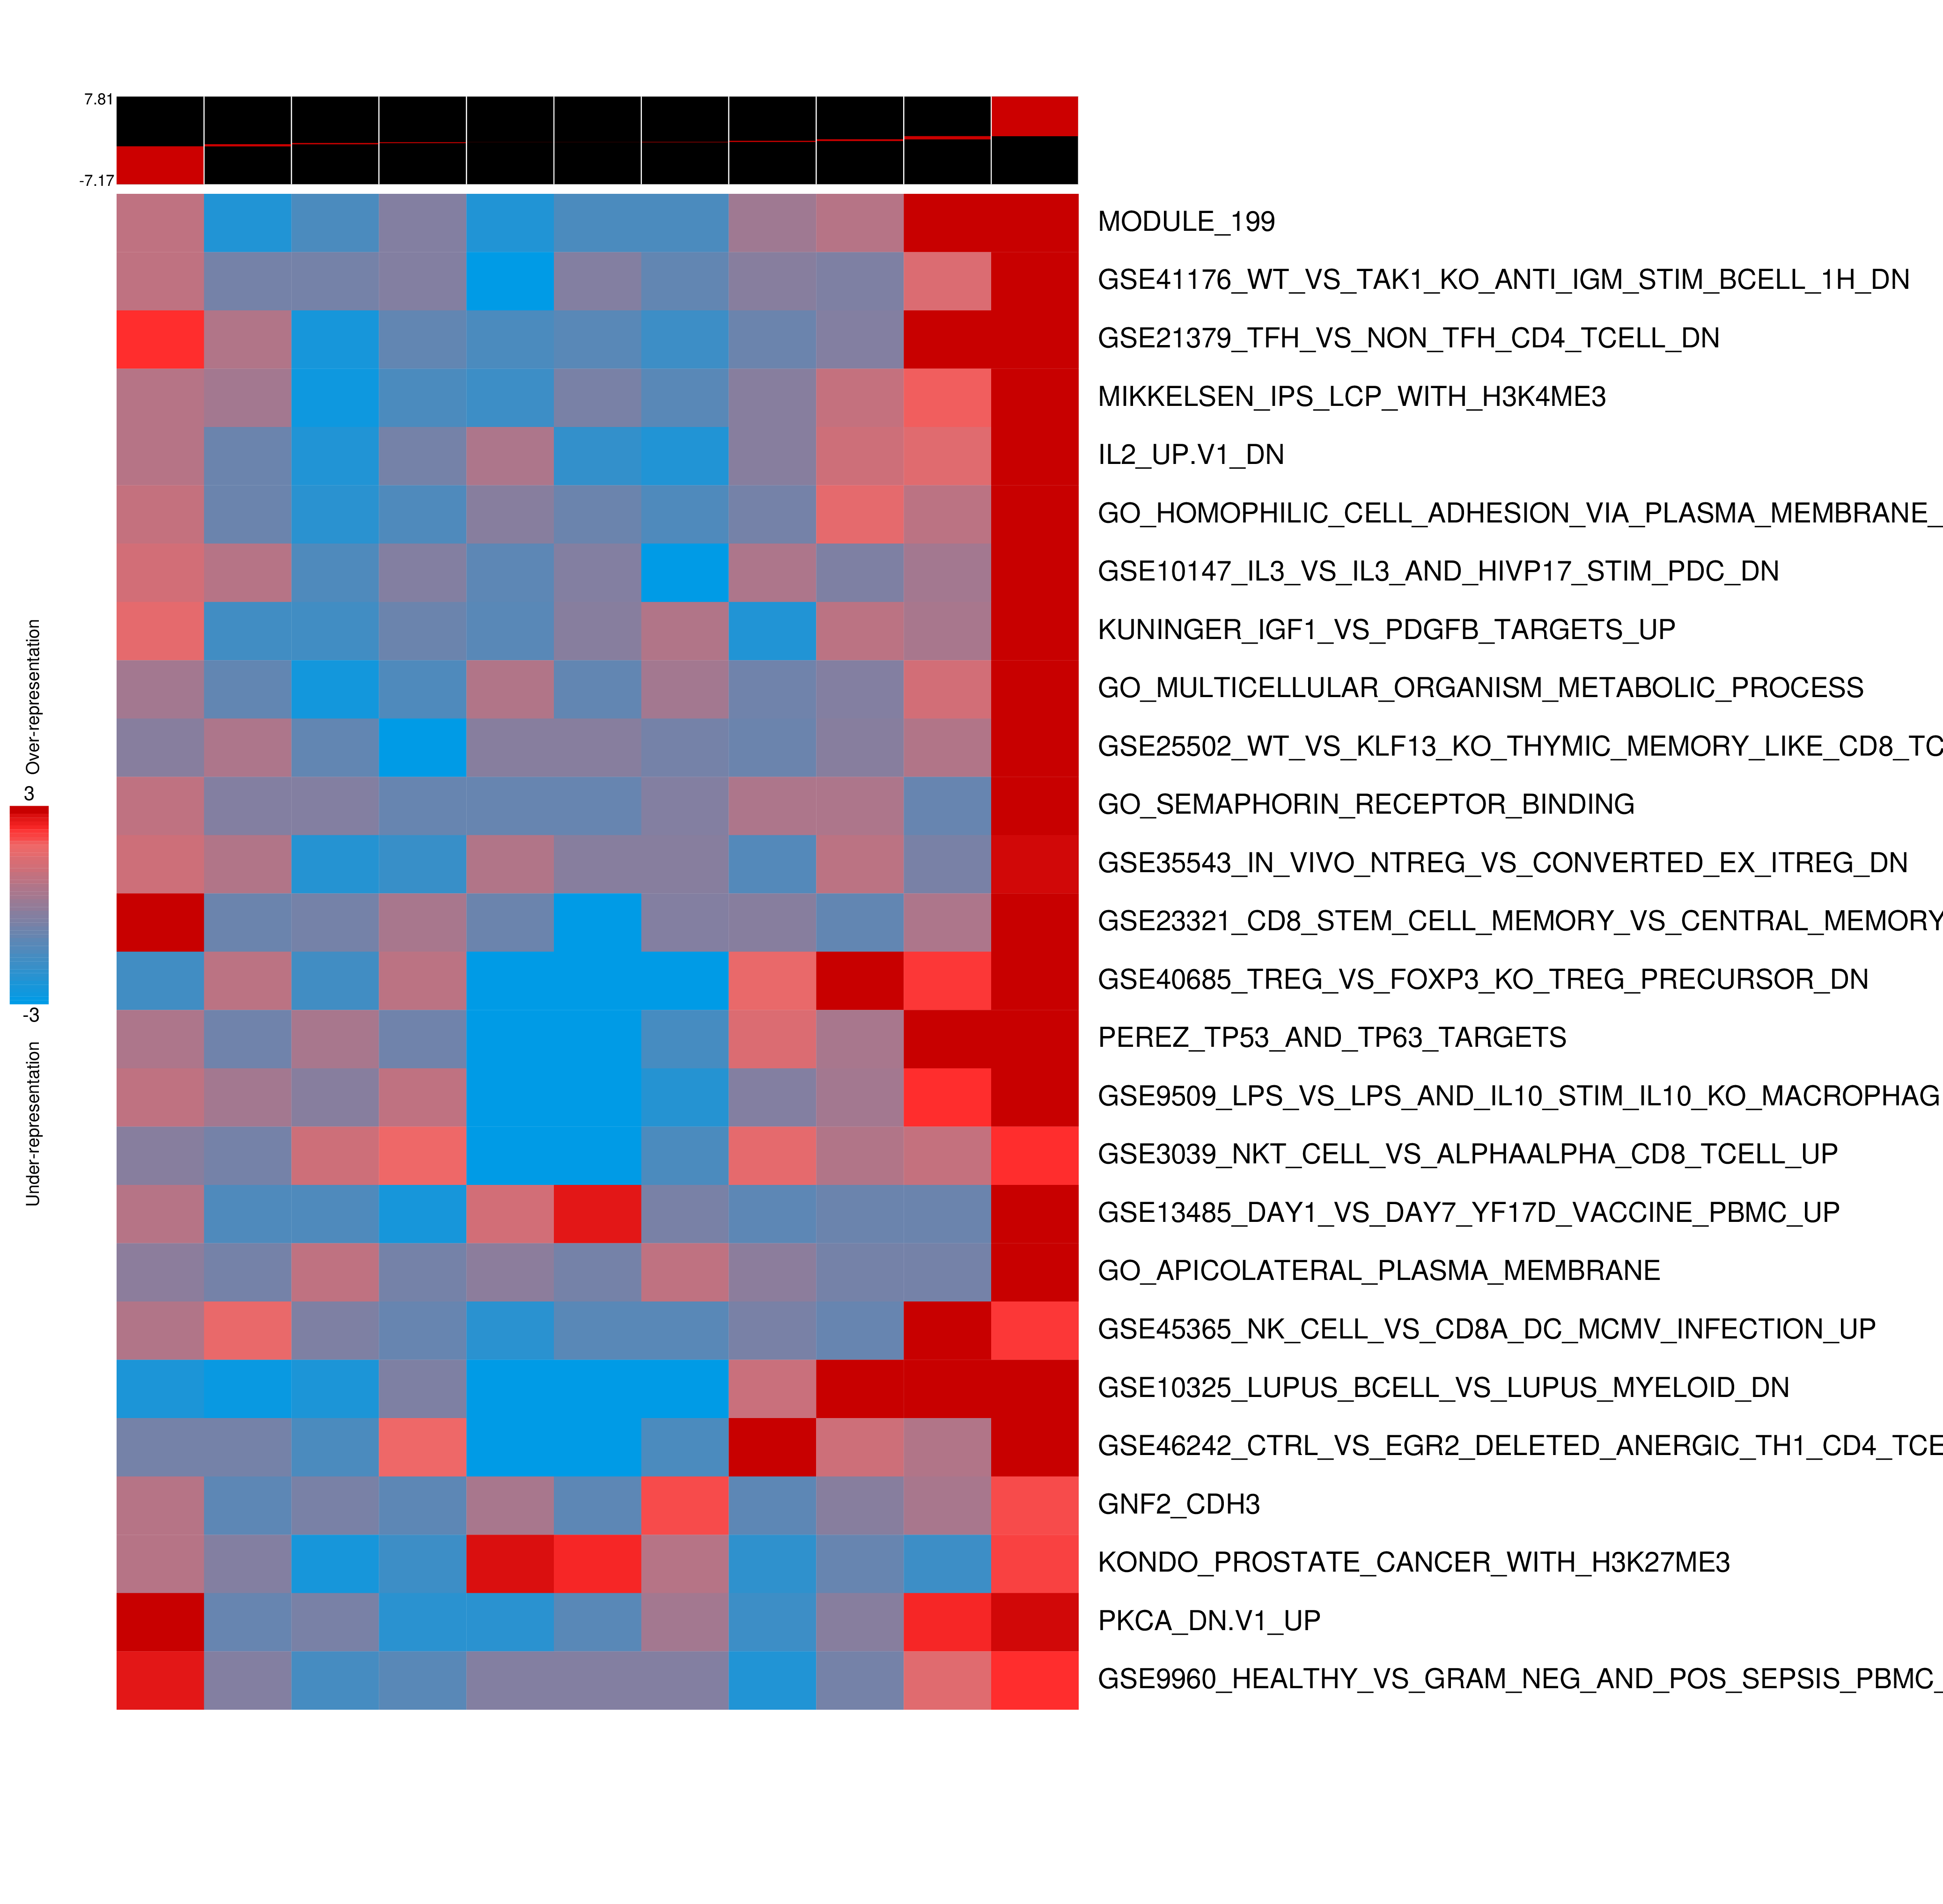 7.81
-7.17
MODULE_199
GSE41176_WT_VS_TAK1_KO_ANTI_IGM_STIM_BCELL_1H_DN
GSE21379_TFH_VS_NON_TFH_CD4_TCELL_DN
MIKKELSEN_IPS_LCP_WITH_H3K4ME3
IL2_UP.V1_DN
GO_HOMOPHILIC_CELL_ADHESION_VIA_PLASMA_MEMBRANE_
GSE10147_IL3_VS_IL3_AND_HIVP17_STIM_PDC_DN
KUNINGER_IGF1_VS_PDGFB_TARGETS_UP
GO_MULTICELLULAR_ORGANISM_METABOLIC_PROCESS
GSE25502_WT_VS_KLF13_KO_THYMIC_MEMORY_LIKE_CD8_TC
GO_SEMAPHORIN_RECEPTOR_BINDING
GSE35543_IN_VIVO_NTREG_VS_CONVERTED_EX_ITREG_DN
GSE23321_CD8_STEM_CELL_MEMORY_VS_CENTRAL_MEMORY
GSE40685_TREG_VS_FOXP3_KO_TREG_PRECURSOR_DN
PEREZ_TP53_AND_TP63_TARGETS
GSE9509_LPS_VS_LPS_AND_IL10_STIM_IL10_KO_MACROPHAG
GSE3039_NKT_CELL_VS_ALPHAALPHA_CD8_TCELL_UP
GSE13485_DAY1_VS_DAY7_YF17D_VACCINE_PBMC_UP
GO_APICOLATERAL_PLASMA_MEMBRANE
GSE45365_NK_CELL_VS_CD8A_DC_MCMV_INFECTION_UP
GSE10325_LUPUS_BCELL_VS_LUPUS_MYELOID_DN
GSE46242_CTRL_VS_EGR2_DELETED_ANERGIC_TH1_CD4_TCE
GNF2_CDH3
KONDO_PROSTATE_CANCER_WITH_H3K27ME3
PKCA_DN.V1_UP
GSE9960_HEALTHY_VS_GRAM_NEG_AND_POS_SEPSIS_PBMC_
Over-representation
3
-3
Under-representation